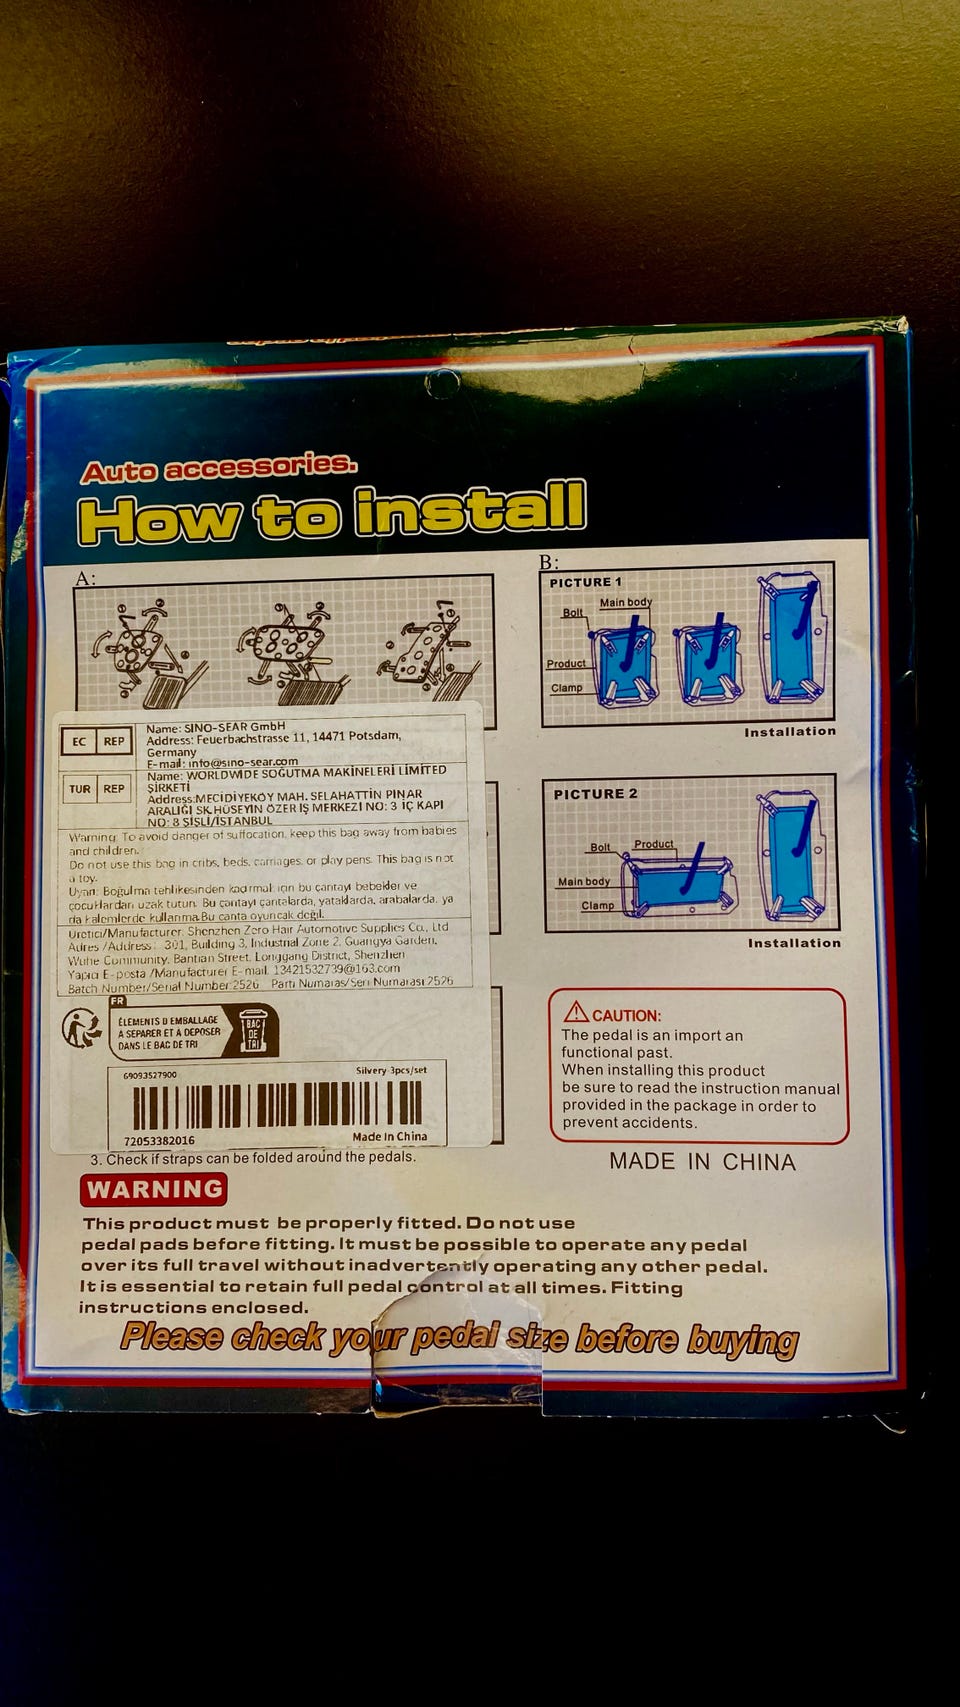 Auto accessories.
How to install
A:
B:
PICTURE 1
Bolt
Main body
Product
Clamp
Installation
PICTURE 2
Bolt
Product
Main body
Clamp
Installation
EC REP
Name: SINO-SEAR GmbH
Address: Feuerbachstrasse 11, 14471 Potsdam,
Germany
E-mail: info@sino-sear.com
TUR REP
Name: WORLDWIDE SOĞUTMA MAKİNELERİ LİMİTED
ŞİRKETİ
Address:MECİDİYEKÖY MAH. SELAHATTİN PINAR
ARALIĞI SK.HÜSEYİN ÖZER İŞ MERKEZİ NO: 3 İÇ KAPI
NO: 8 ŞİŞLİ/İSTANBUL
Warning: To avoid danger of suffocation, keep this bag away from babies
and children.
Do not use this bag in cribs, beds, carriages, or play pens. This bag is not
a toy.
Uyarı: Boğulma tehlikesinden kaçınmak için bu çantayı bebekler ve
çocuklardan uzak tutun. Bu çantayı çantalarda, yataklarda, arabalarda, ya
da kalemlerde kullanma.Bu canta oyuncak değil.
Üretici/Manufacturer: Shenzhen Zero Hair Automotive Supplies Co., Ltd
Adres /Address: 301, Building 3, Industrial Zone 2, Guangya Garden,
Wuhe Community, Bantian Street, Longgang District, Shenzhen
Yapıcı E-posta /Manufacturer E-mail: 13421532739@163.com
Batch Number/Serial Number:2526 Parti Numarası/Seri Numarası:2526
FR
ÉLÉMENTS D'EMBALLAGE
À SÉPARER ET À DÉPOSER
DANS LE BAC DE TRI
BAC
DE
TRI
69093527900
Silvery-3pcs/set
72053382016
Made In China
CAUTION:
The pedal is an import an
functional past.
When installing this product
be sure to read the instruction manual
provided in the package in order to
prevent accidents.
MADE IN CHINA
3. Check if straps can be folded around the pedals.
WARNING
This product must be properly fitted. Do not use
pedal pads before fitting. It must be possible to operate any pedal
over its full travel without inadvertently operating any other pedal.
It is essential to retain full pedal control at all times. Fitting
instructions enclosed.
Please check your pedal size before buying